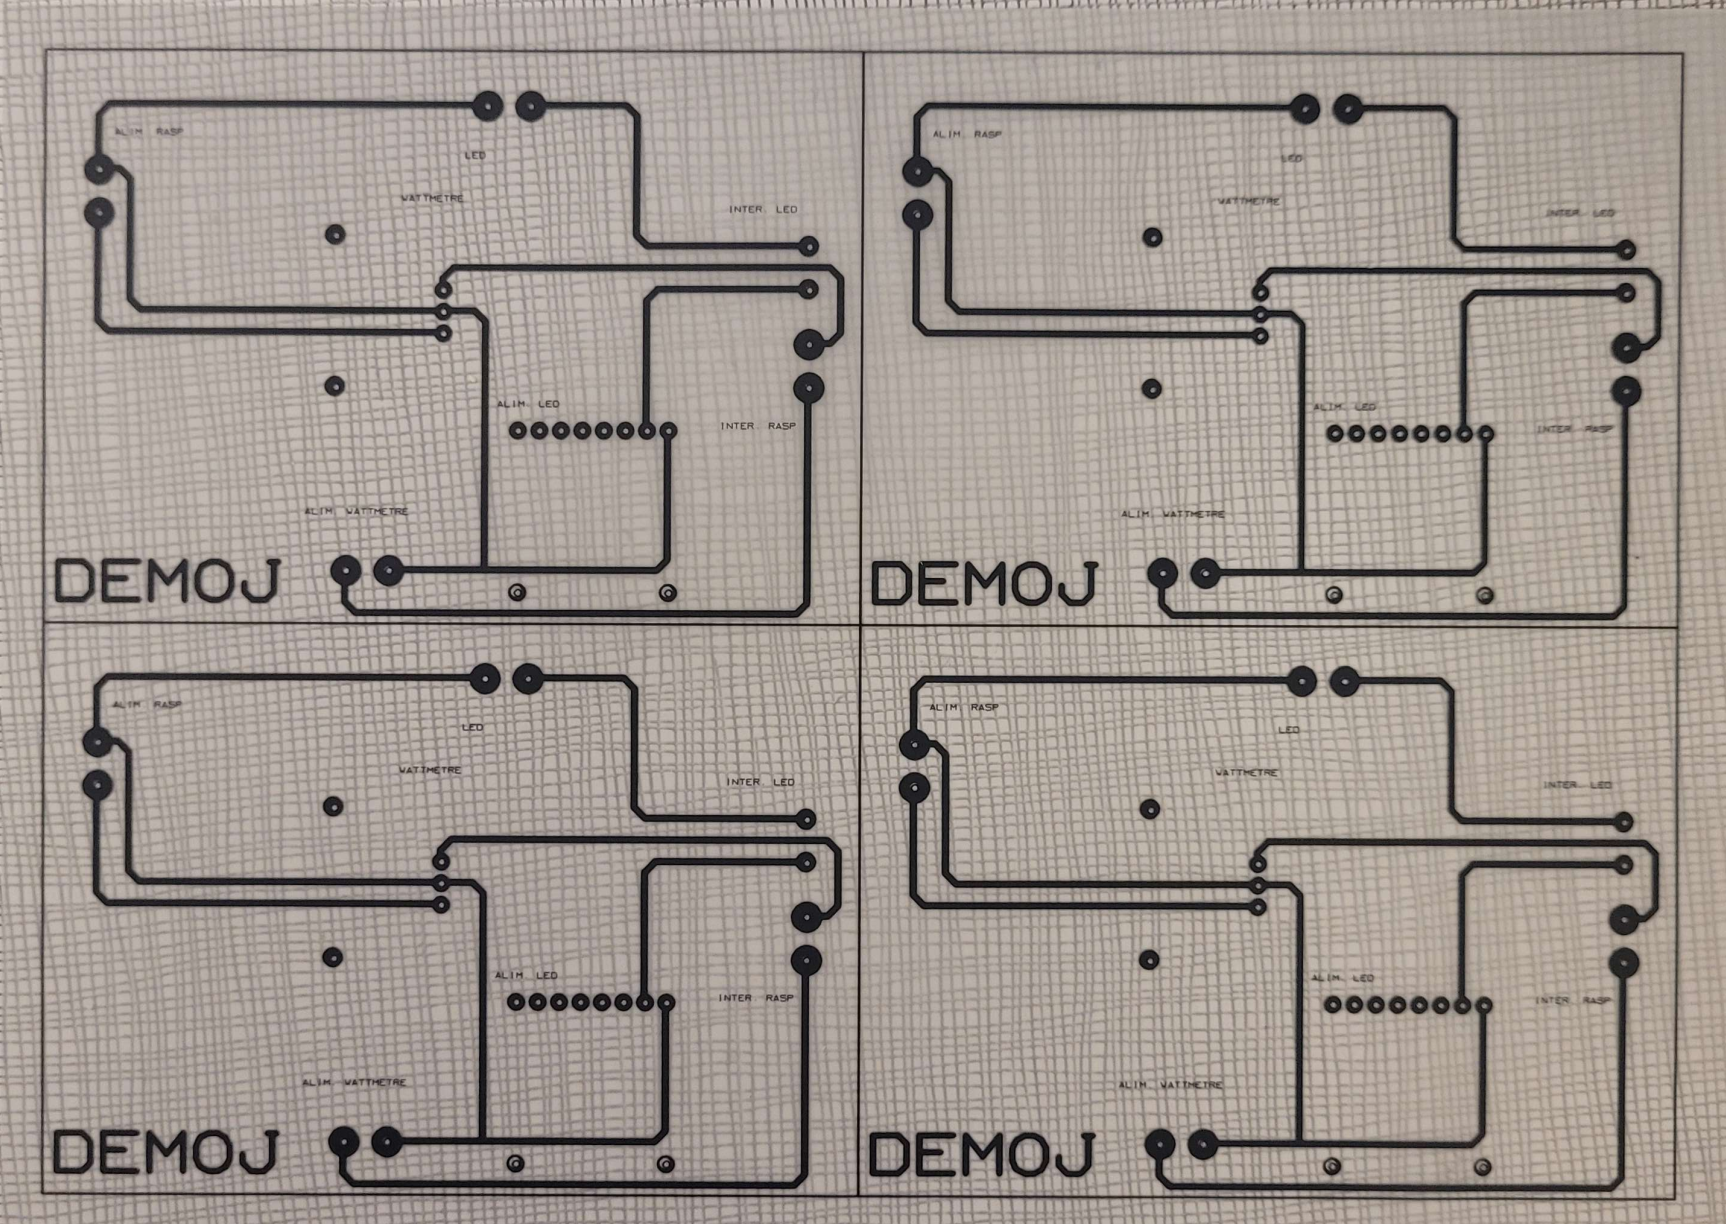 ALIM. RASP
LED
WATTMETRE
INTER. LED
ALIM. LED
INTER. RASP
ALIM. WATTMETRE
DEMOJ
ALIM. RASP
LED
WATTMETRE
INTER. LED
ALIM. LED
INTER. RASP
ALIM. WATTMETRE
DEMOJ
ALIM. RASP
LED
WATTMETRE
INTER. LED
ALIM. LED
INTER. RASP
ALIM. WATTMETRE
DEMOJ
ALIM. RASP
LED
WATTMETRE
INTER. LED
ALIM. LED
INTER. RASP
ALIM. WATTMETRE
DEMOJ